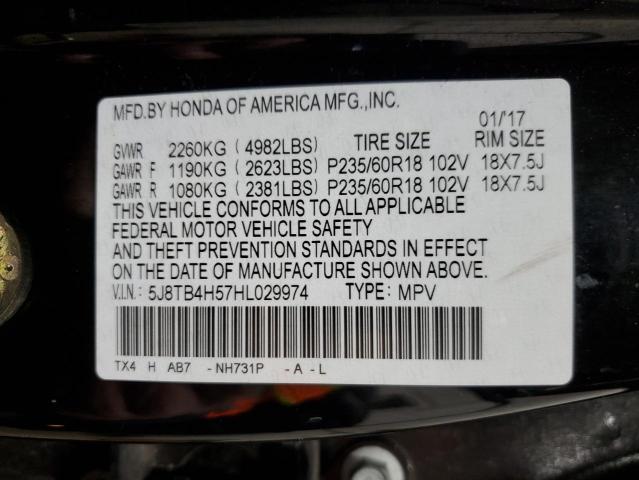 MFD.BY HONDA OF AMERICA MFG.,INC. 01/'17
GVWR 2260KG ( 4982LBS) TIRE SIZE RIM SIZE
GAWR F 1190KG ( 2623LBS) P235/60R18 102V 18X7.5J
GAWR R 1080KG ( 2381LBS) P235/60R18 102V 18X7.5J
THIS VEHICLE CONFORMS TO ALL APPLICABLE
FEDERAL MOTOR VEHICLE SAFETY
AND THEFT PREVENTION STANDARDS IN EFFECT
ON THE DATE OF MANUFACTURE SHOWN ABOVE.
V.I.N.: 5J8TB4H57HL029974 TYPE: MPV
TX4 H AB7 - NH731P - A - L